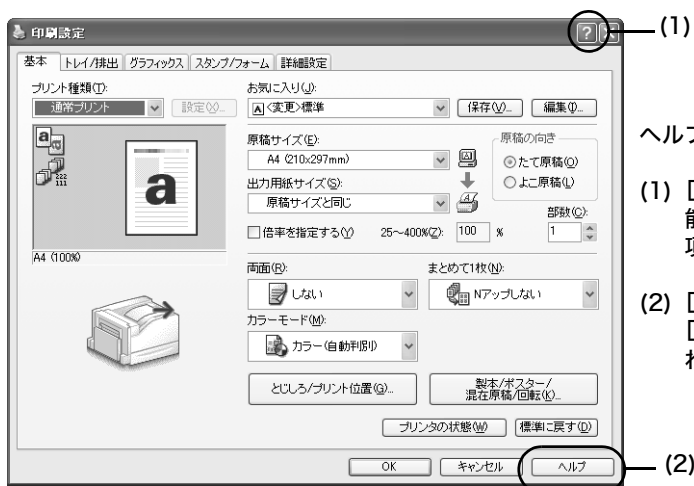 印刷設定
(1)
基本 トレイ/排出 グラフィックス スタンプ/フォーム 詳細設定
プリント種類(T):
通常プリント 設定(X)...
a
a
222
111
a
A4 (100%)
お気に入り(J):
A <変更>標準 保存(V)... 編集(I)...
原稿サイズ(E):
A4 (210x297mm)
原稿の向き
たて原稿(O)
よこ原稿(L)
出力用紙サイズ(S):
原稿サイズと同じ
倍率を指定する(Y) 25～400%(Z): 100 %
部数(C):
1
両面(R):
しない
まとめて1枚(N):
Nアップしない
カラーモード(M):
カラー(自動判別)
とじしろ/プリント位置(G)...
製本/ポスター/
混在原稿/回転(K)...
プリンタの状態(W) 標準に戻す(D)
OK キャンセル ヘルプ
(2)
ヘルプ
(1) [
能
項
(2) [
[
れ